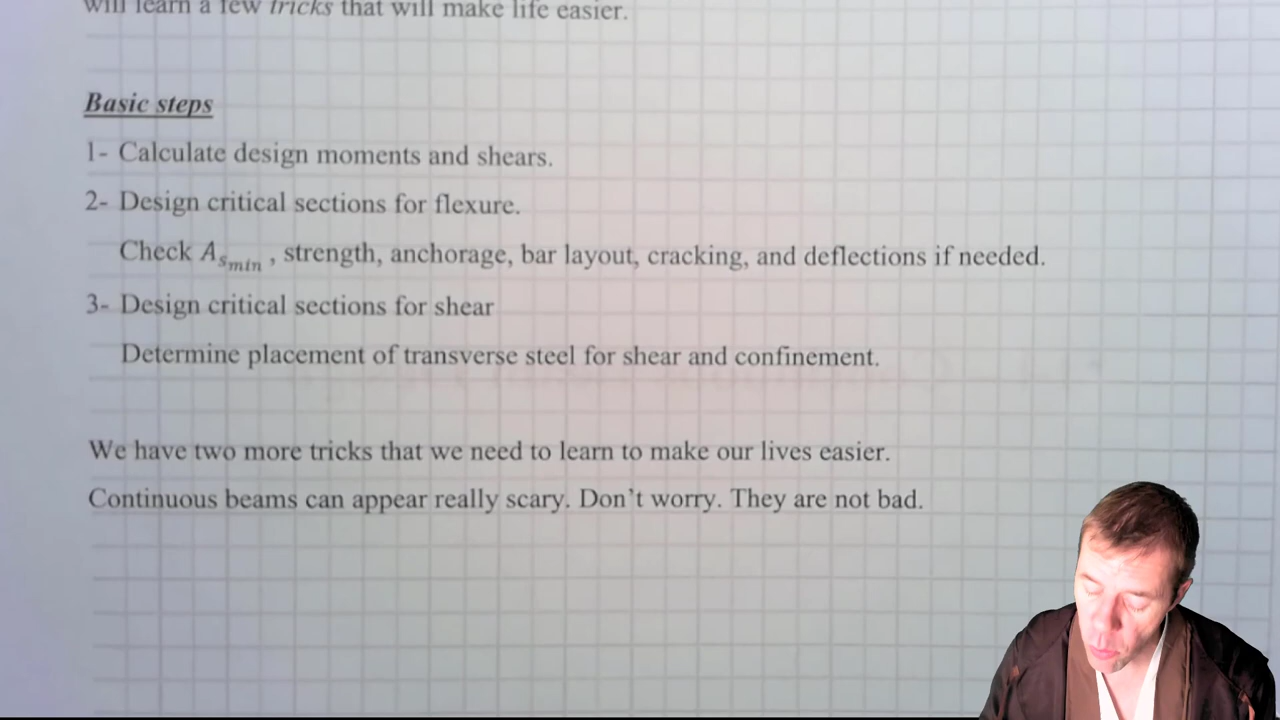 will learn a few tricks that will make life easier.
Basic steps
1- Calculate design moments and shears.
2- Design critical sections for flexure.
Check A_{s_{min}} , strength, anchorage, bar layout, cracking, and deflections if needed.
3- Design critical sections for shear
Determine placement of transverse steel for shear and confinement.
We have two more tricks that we need to learn to make our lives easier.
Continuous beams can appear really scary. Don’t worry. They are not bad.